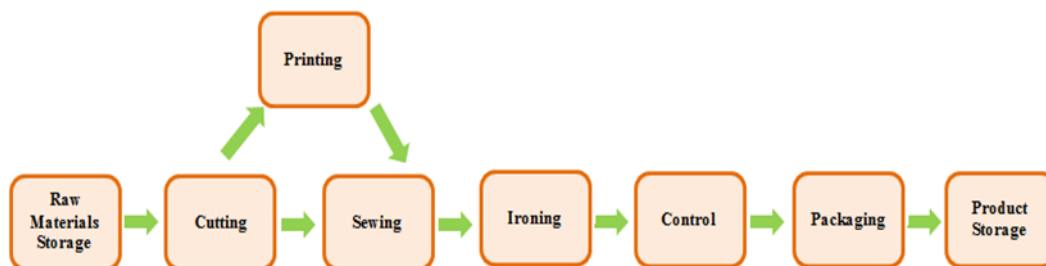 Printing
Raw
Materials
Storage
Cutting
Sewing
Ironing
Control
Packaging
Product
Storage